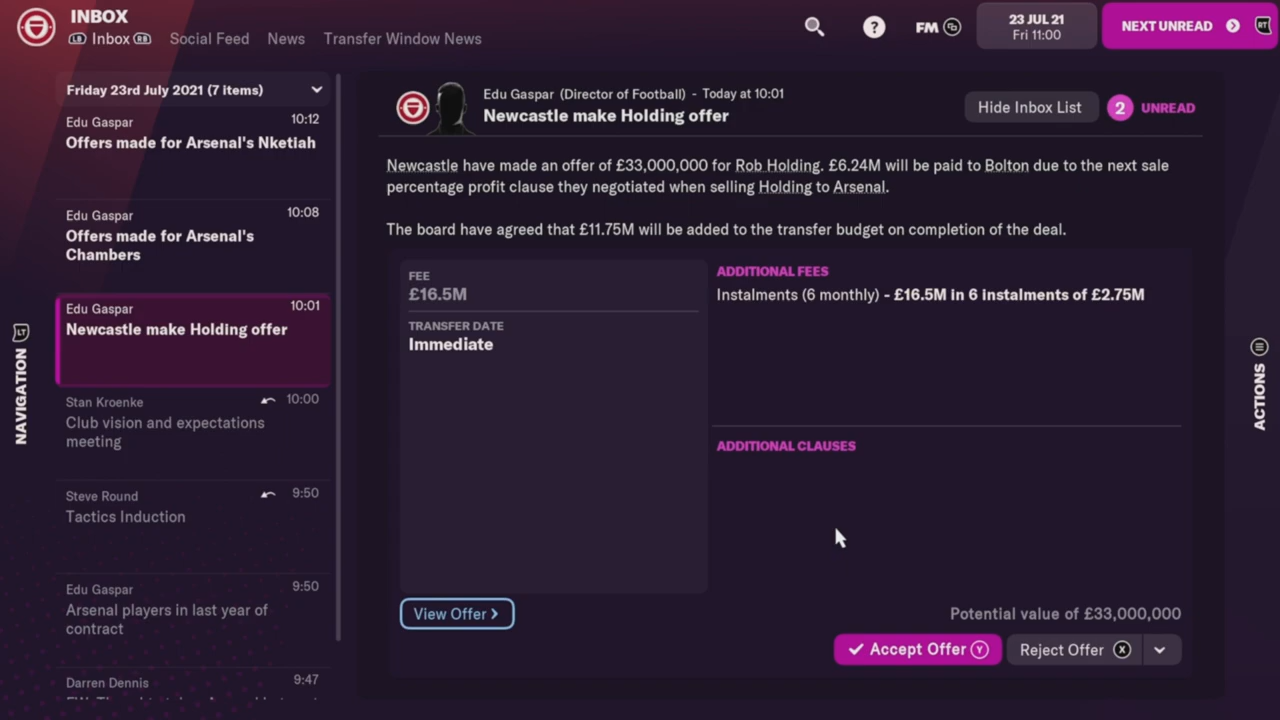 INBOX
LB Inbox RB Social Feed News Transfer Window News
FM
23 JUL 21
Fri 11:00
NEXT UNREAD RT
Friday 23rd July 2021 (7 items)
Edu Gaspar 10:12
Offers made for Arsenal's Nketiah
Edu Gaspar 10:08
Offers made for Arsenal's
Chambers
Edu Gaspar 10:01
Newcastle make Holding offer
Stan Kroenke 10:00
Club vision and expectations
meeting
Steve Round 9:50
Tactics Induction
Edu Gaspar 9:50
Arsenal players in last year of
contract
Darren Dennis 9:47
LT NAVIGATION
Edu Gaspar (Director of Football) - Today at 10:01
Newcastle make Holding offer
Hide Inbox List 2 UNREAD
Newcastle have made an offer of £33,000,000 for Rob Holding. £6.24M will be paid to Bolton due to the next sale
percentage profit clause they negotiated when selling Holding to Arsenal.
The board have agreed that £11.75M will be added to the transfer budget on completion of the deal.
FEE
£16.5M
TRANSFER DATE
Immediate
ADDITIONAL FEES
Instalments (6 monthly) - £16.5M in 6 instalments of £2.75M
ADDITIONAL CLAUSES
View Offer >
Potential value of £33,000,000
Accept Offer Y
Reject Offer X
ACTIONS